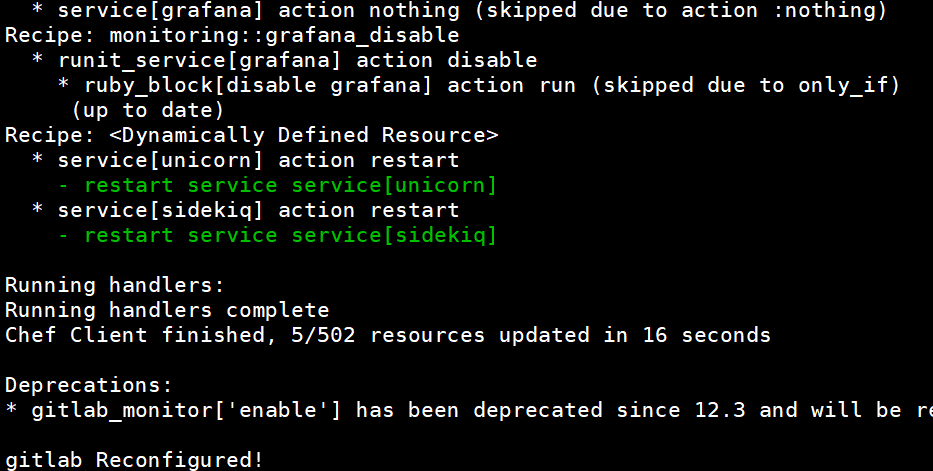 * service[grafana] action nothing (skipped due to action :nothing)
Recipe: monitoring::grafana_disable
* runit_service[grafana] action disable
* ruby_block[disable grafana] action run (skipped due to only_if)
(up to date)
Recipe: <Dynamically Defined Resource>
* service[unicorn] action restart
- restart service service[unicorn]
* service[sidekiq] action restart
- restart service service[sidekiq]
Running handlers:
Running handlers complete
Chef Client finished, 5/502 resources updated in 16 seconds
Deprecations:
* gitlab_monitor['enable'] has been deprecated since 12.3 and will be re
gitlab Reconfigured!